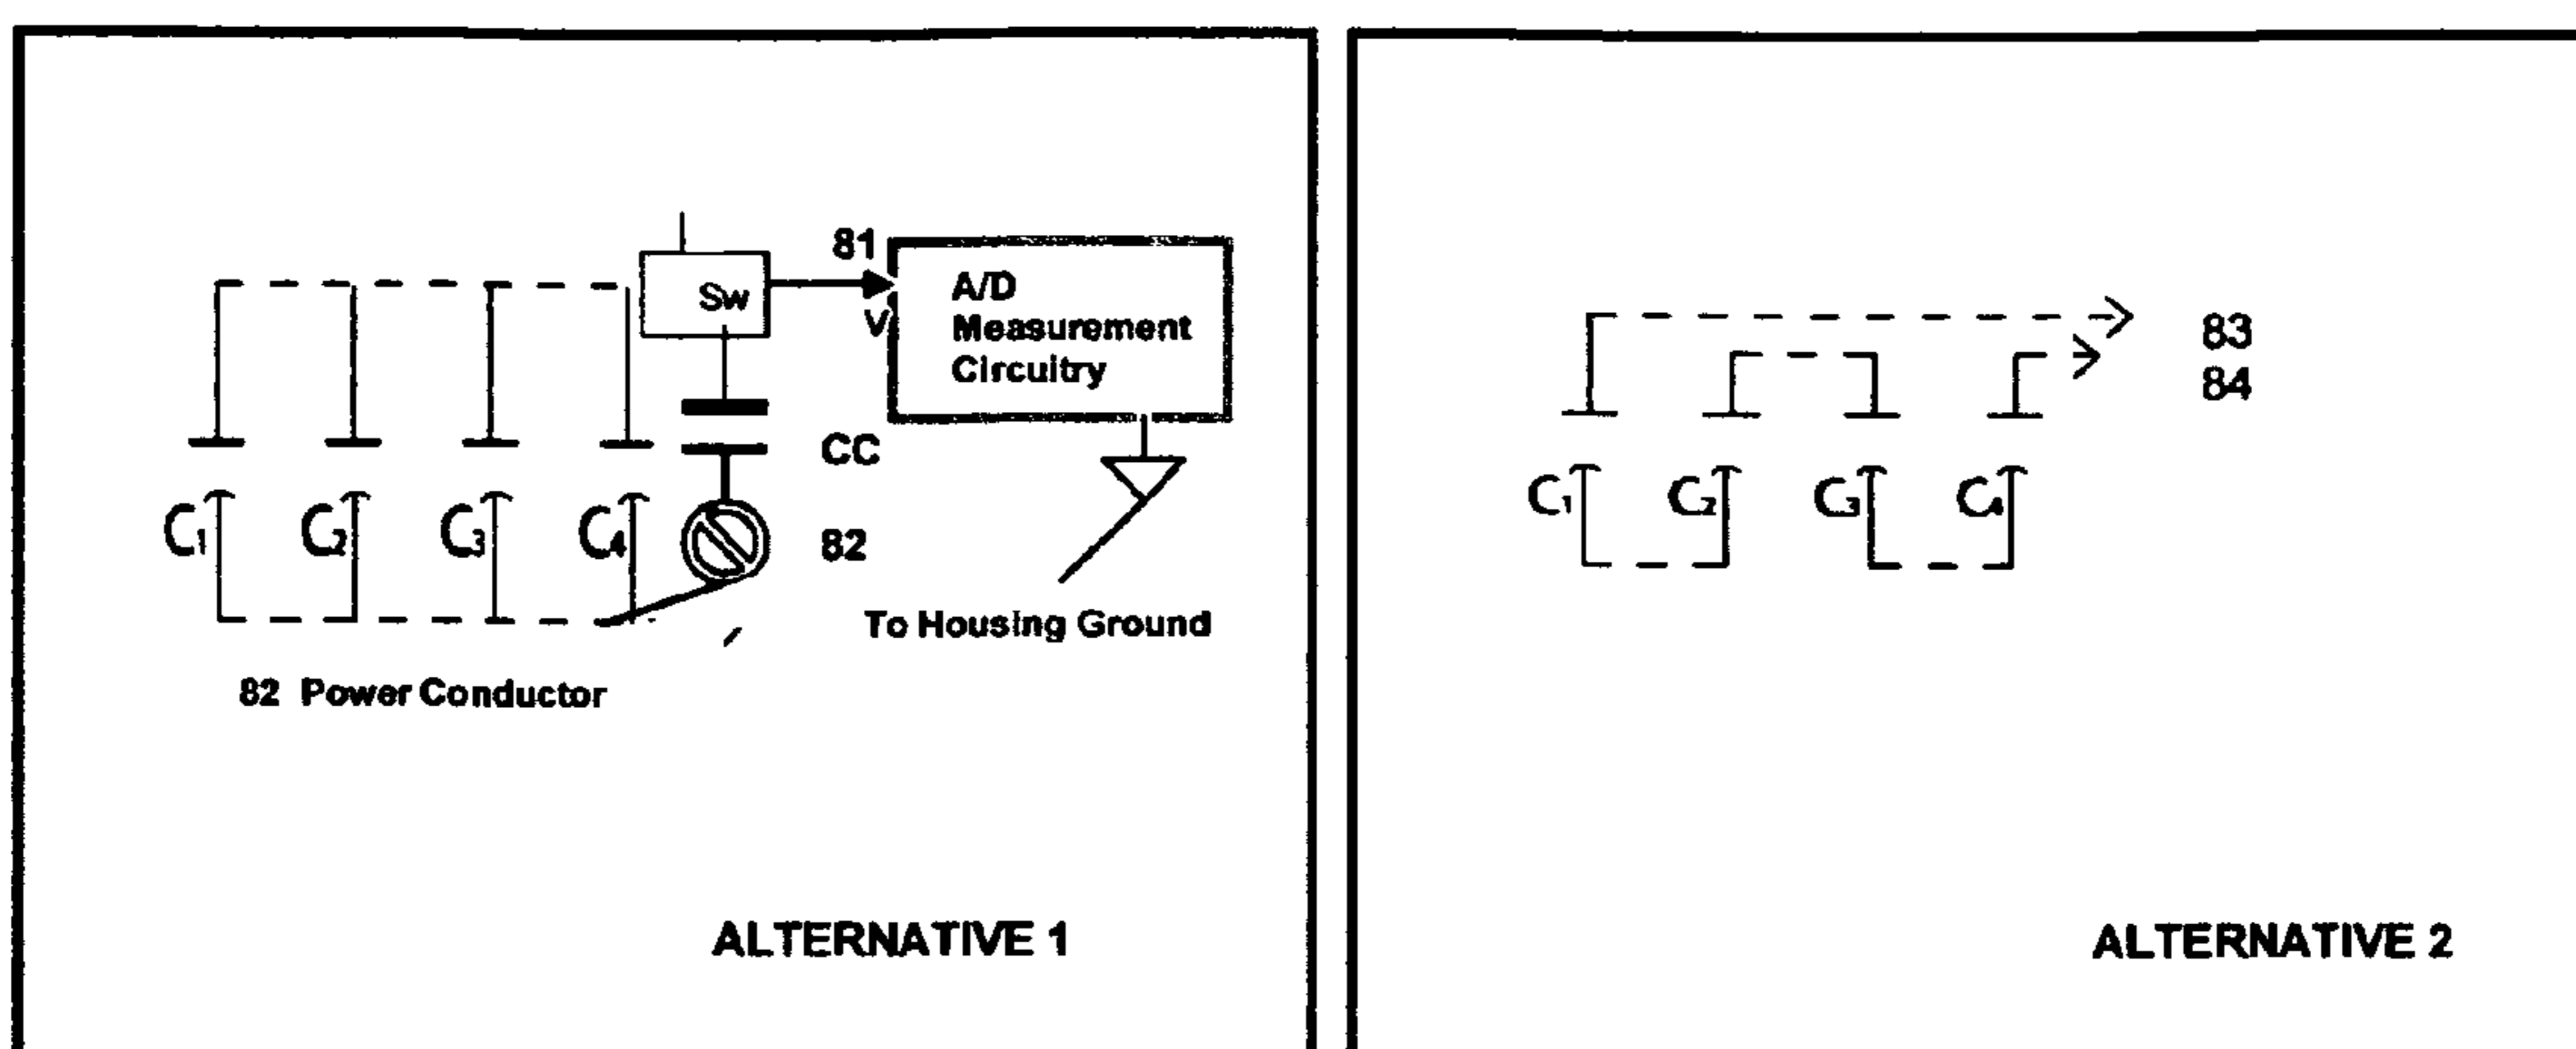 81
Sw
V
A/D
Measurement
Circuitry
CC
C1 C2 C3 C4
82
To Housing Ground
82 Power Conductor
ALTERNATIVE 1
83
84
C1 C2 C3 C4
ALTERNATIVE 2